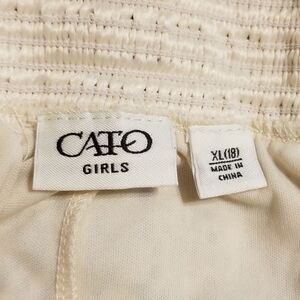 CATO
GIRLS
XL(18)
MADE IN
CHINA